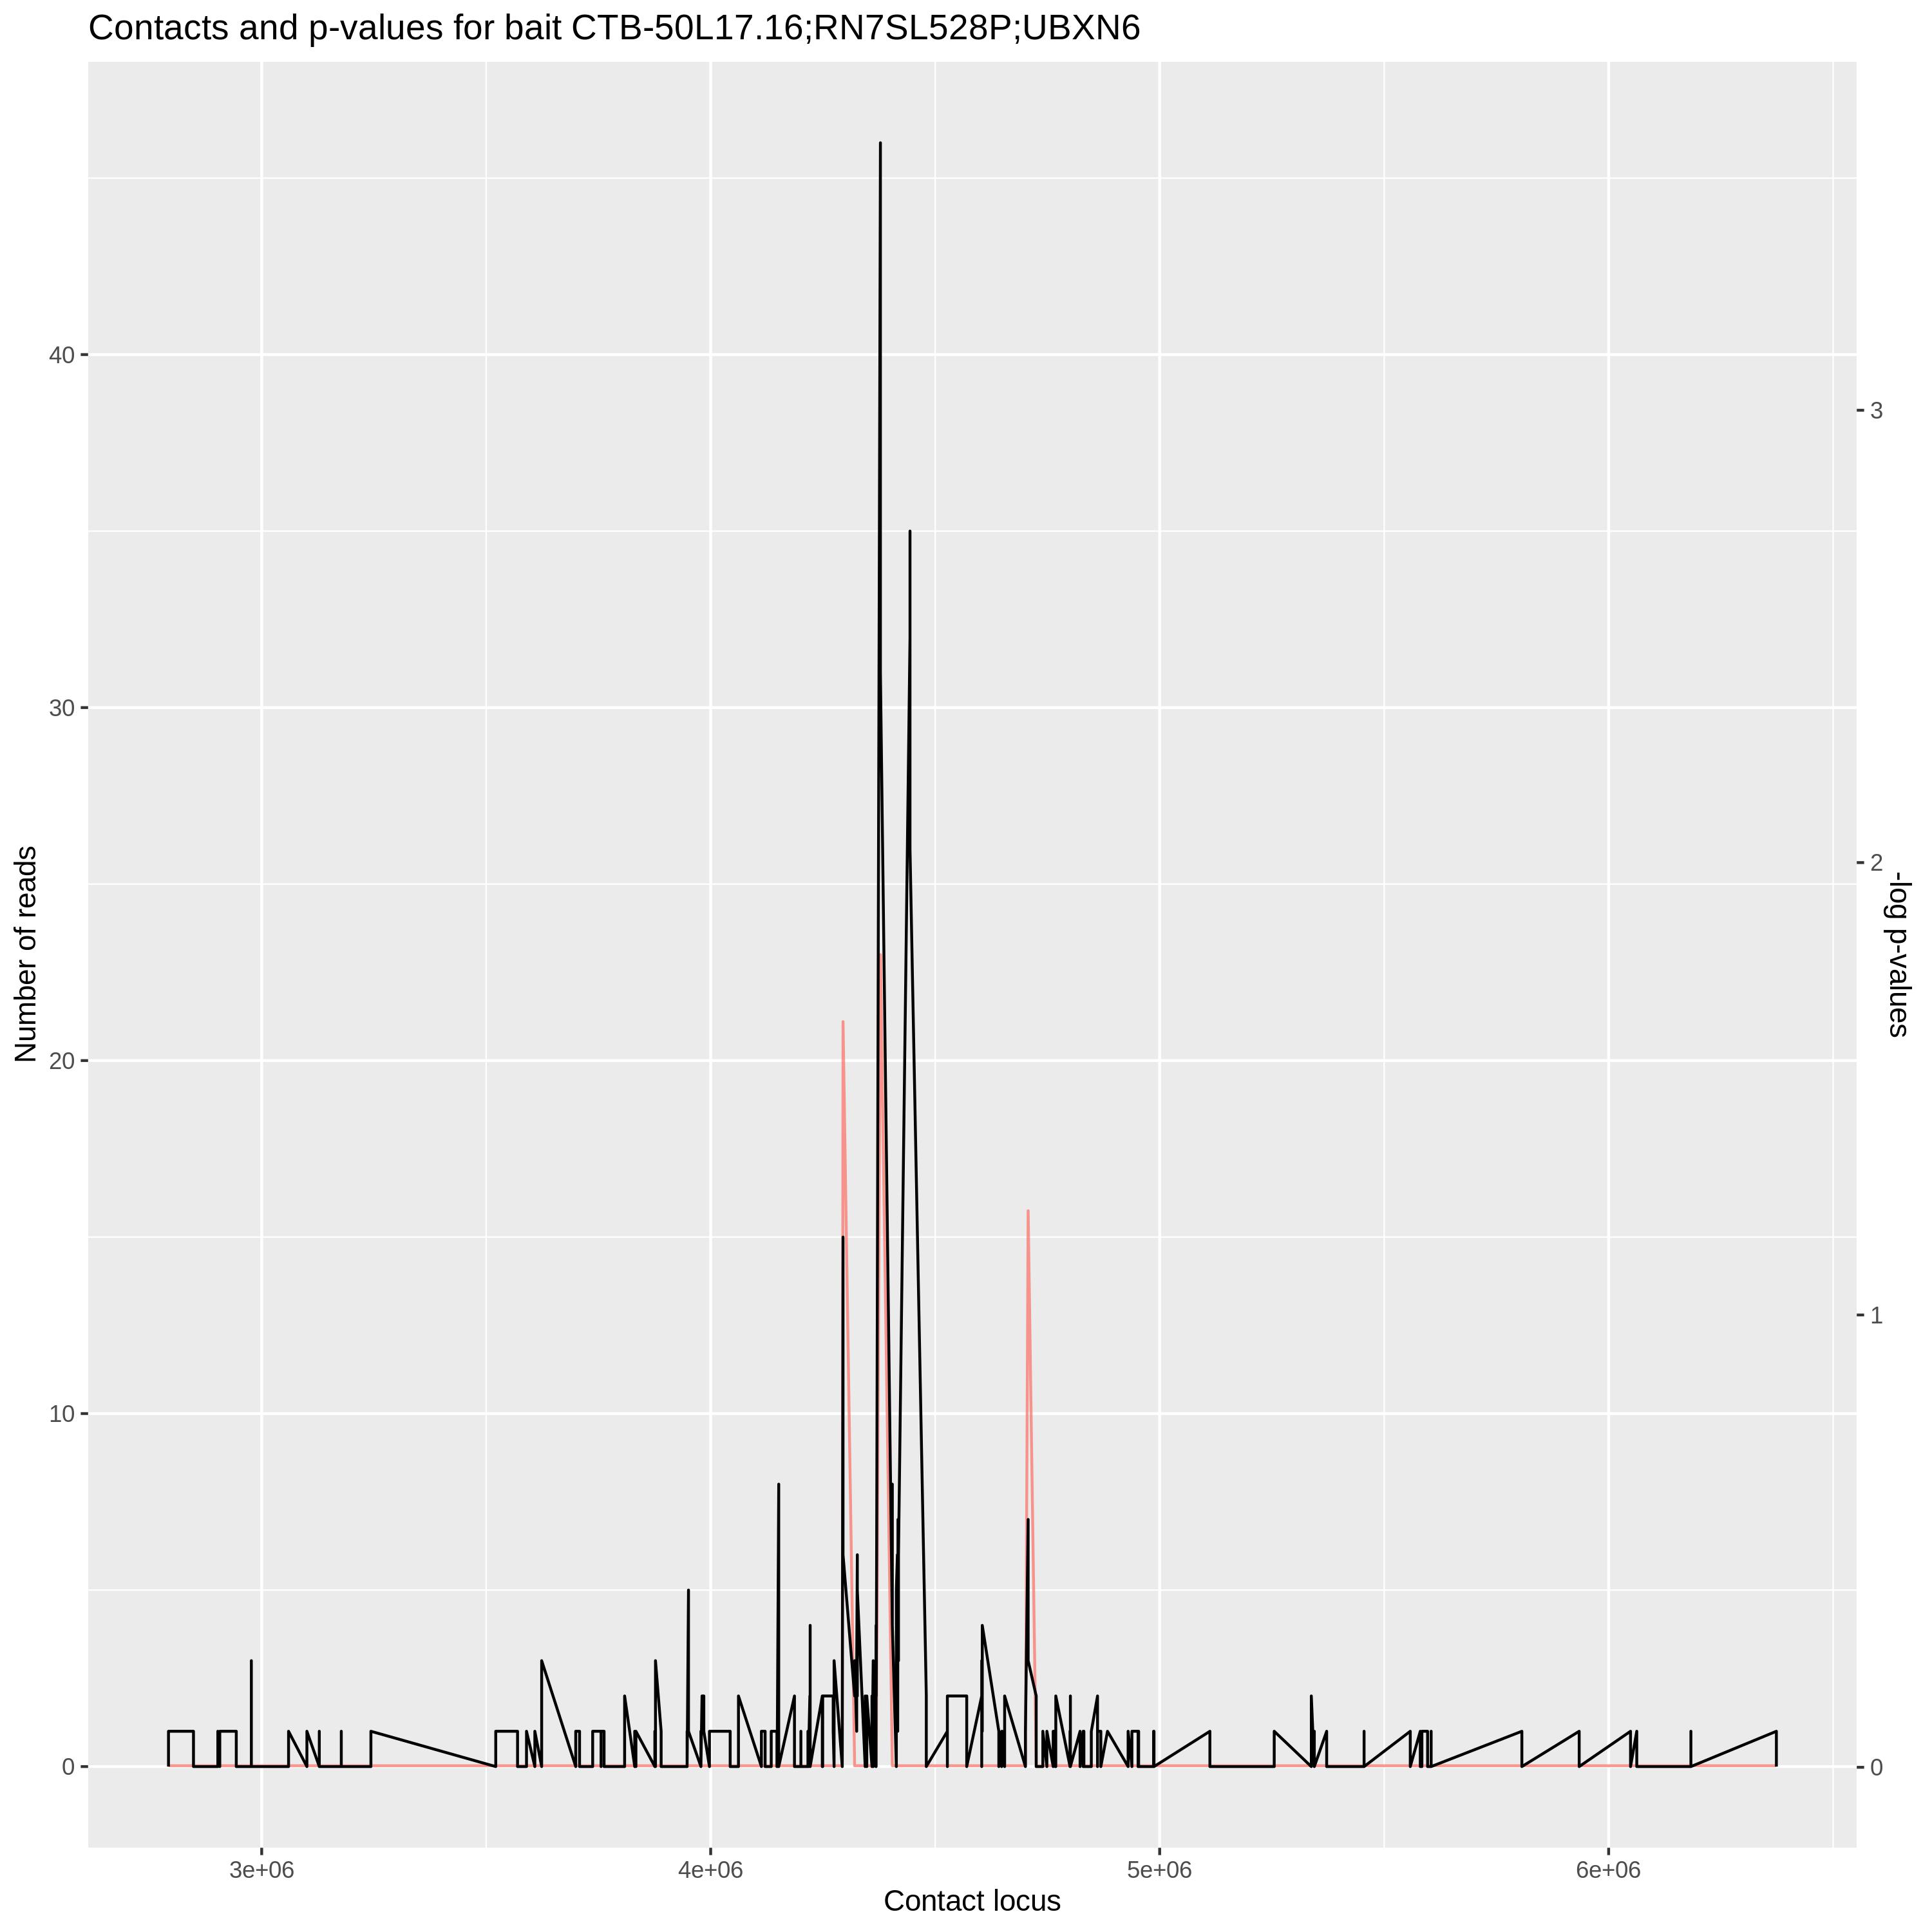 Contacts and p-values for bait CTB-50L17.16;RN7SL528P;UBXN6
Number of reads
40
30
20
10
0
3
2
1
0
-log p-values
3e+06
4e+06
5e+06
6e+06
Contact locus